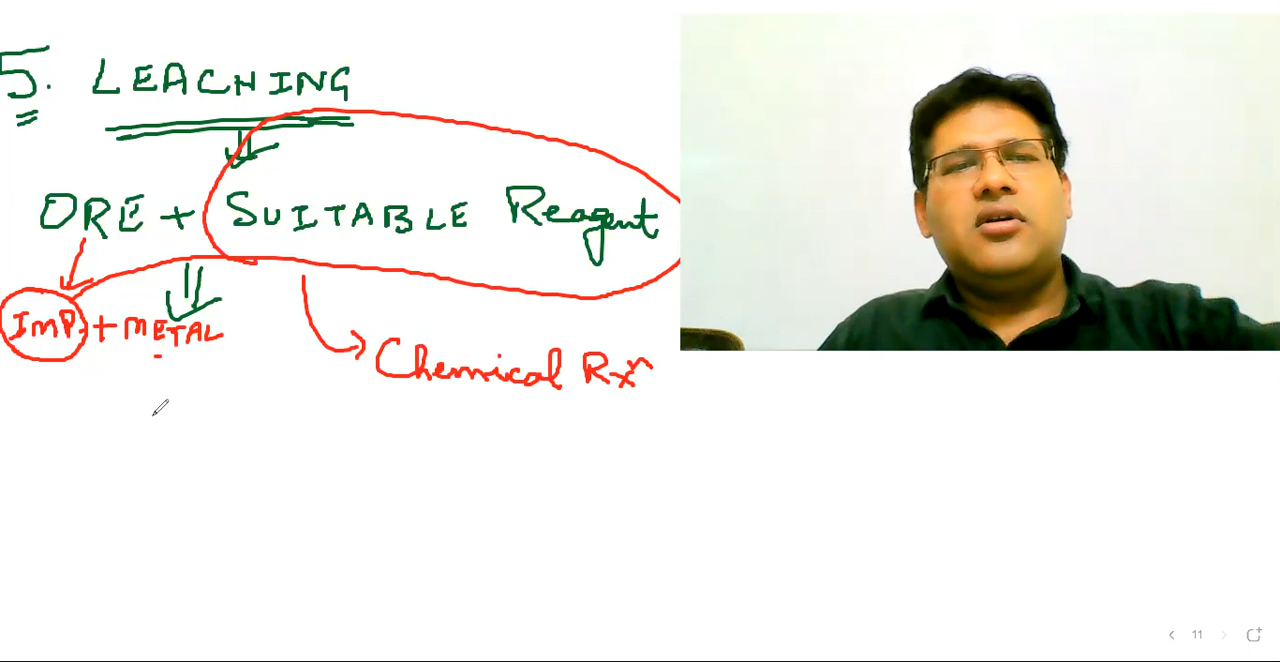 5. LEACHING
ORE + SUITABLE Reagent
IMP. + METAL
Chemical Rxn
11